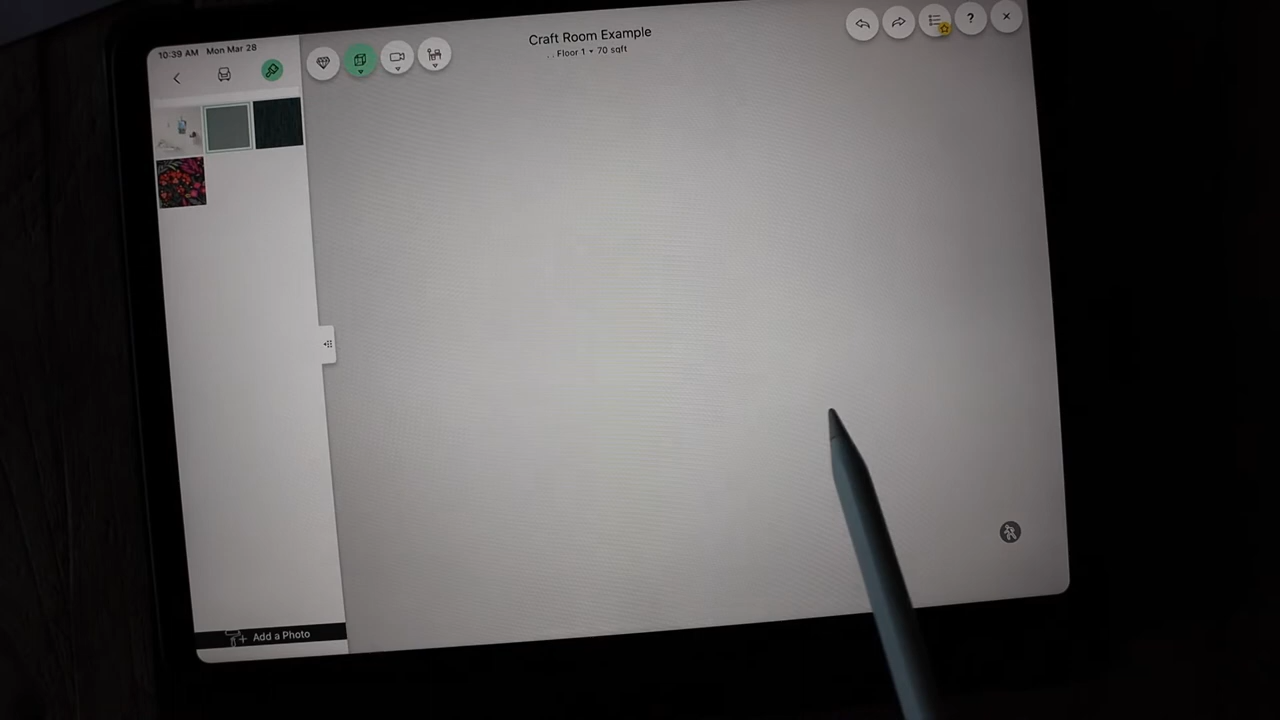 10:39 AM Mon Mar 28
Craft Room Example
Floor 1 ▾ 70 sqft
?
Add a Photo